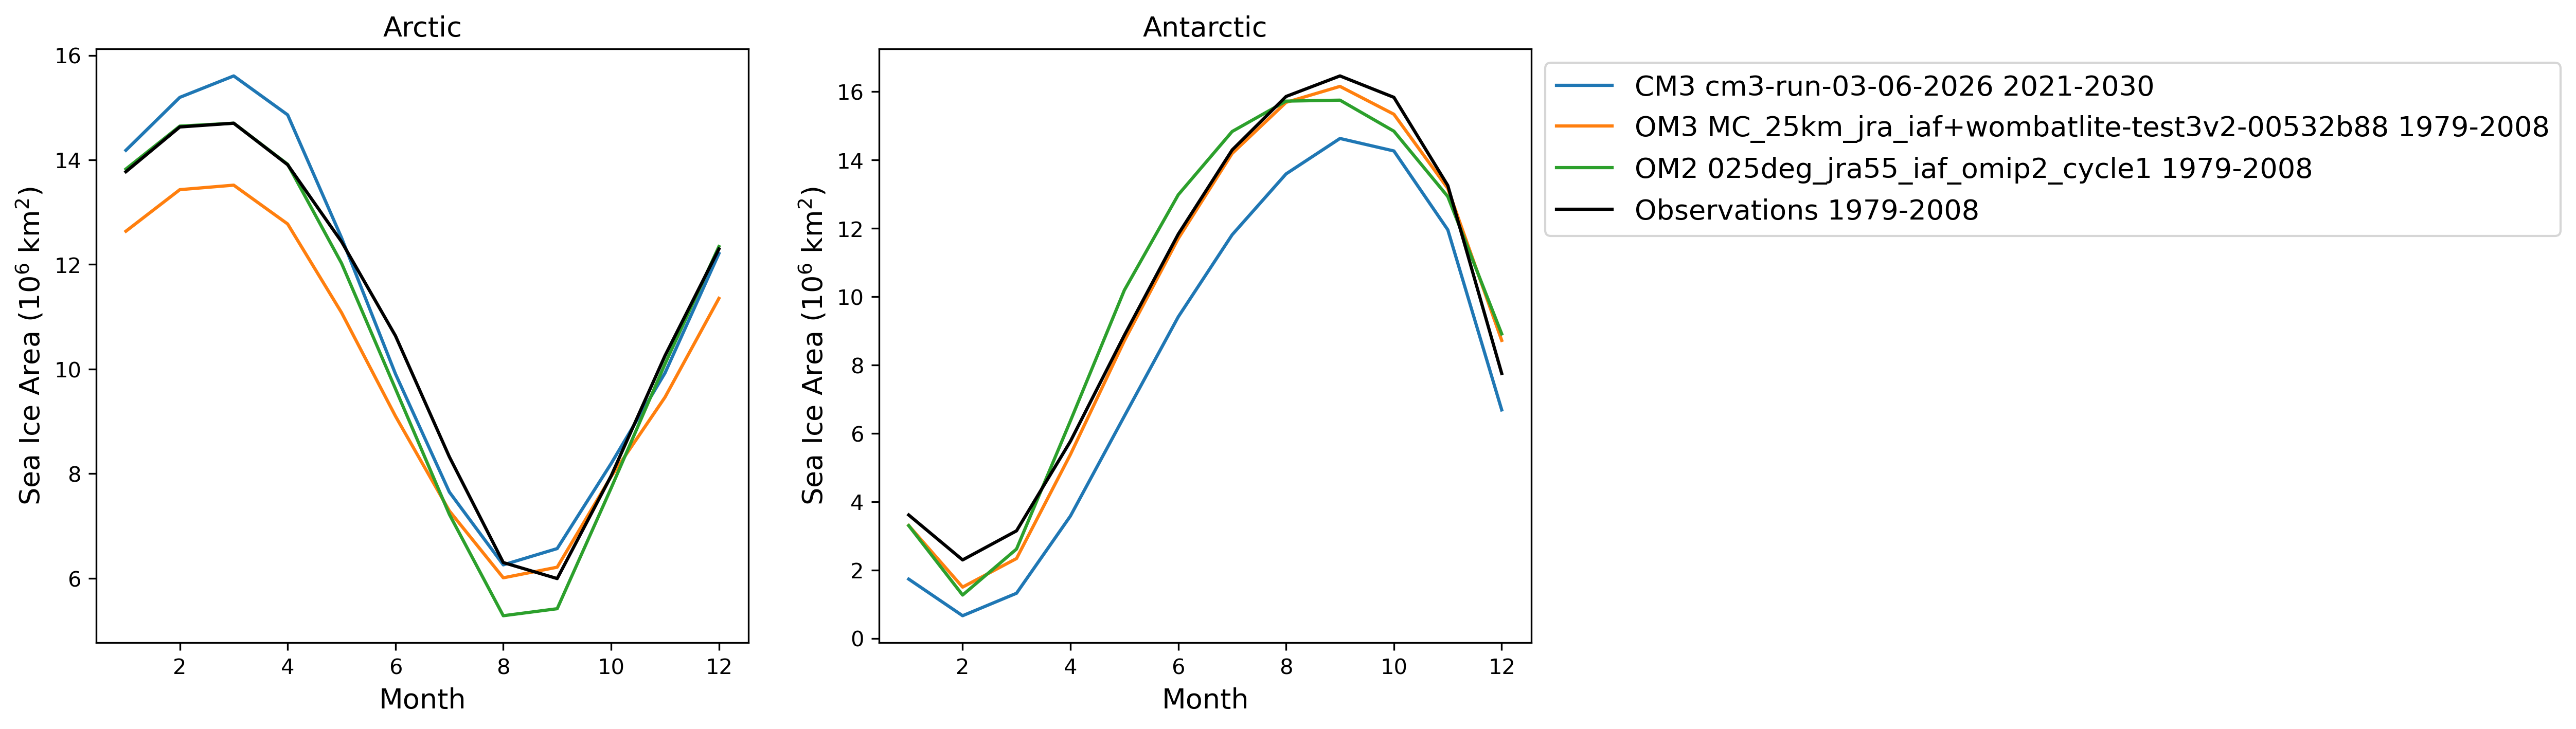 Arctic
16
14
12
10
8
6
2 4 6 8 10 12
Month
Sea Ice Area (10⁶ km²)
Antarctic
16
14
12
10
8
6
4
2
0
2 4 6 8 10 12
Month
Sea Ice Area (10⁶ km²)
CM3 cm3-run-03-06-2026 2021-2030
OM3 MC_25km_jra_iaf+wombatlite-test3v2-00532b88 1979-2008
OM2 025deg_jra55_iaf_omip2_cycle1 1979-2008
Observations 1979-2008